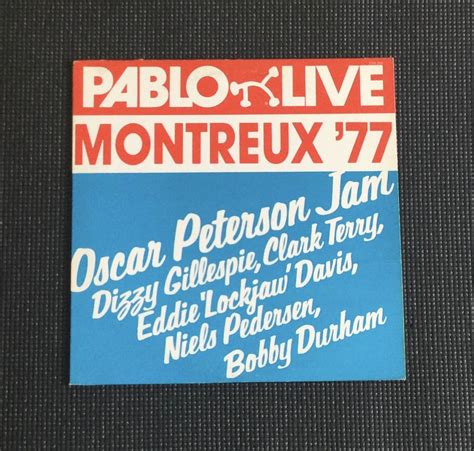 PABLO LIVE
MONTREUX '77
Oscar Peterson Jam
Dizzy Gillespie, Clark Terry,
Eddie 'Lockjaw' Davis,
Niels Pedersen,
Bobby Durham